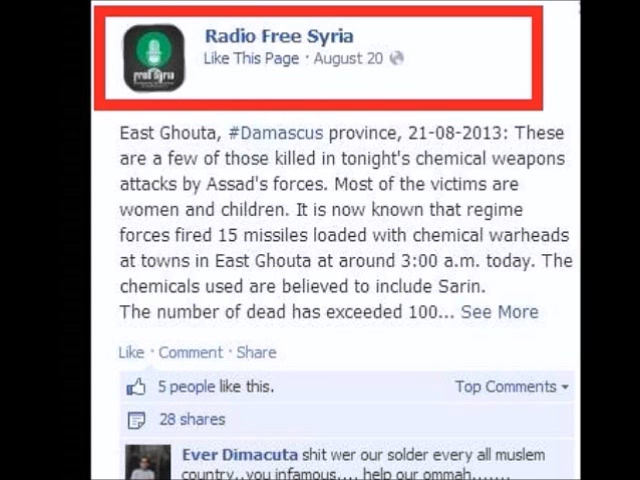 Radio Free Syria
Like This Page · August 20
East Ghouta, #Damascus province, 21-08-2013: These
are a few of those killed in tonight's chemical weapons
attacks by Assad's forces. Most of the victims are
women and children. It is now known that regime
forces fired 15 missiles loaded with chemical warheads
at towns in East Ghouta at around 3:00 a.m. today. The
chemicals used are believed to include Sarin.
The number of dead has exceeded 100... See More
Like · Comment · Share
5 people like this.
Top Comments
28 shares
Ever Dimacuta shit wer our solder every all muslem
country..you infamous.... help our ommah.......